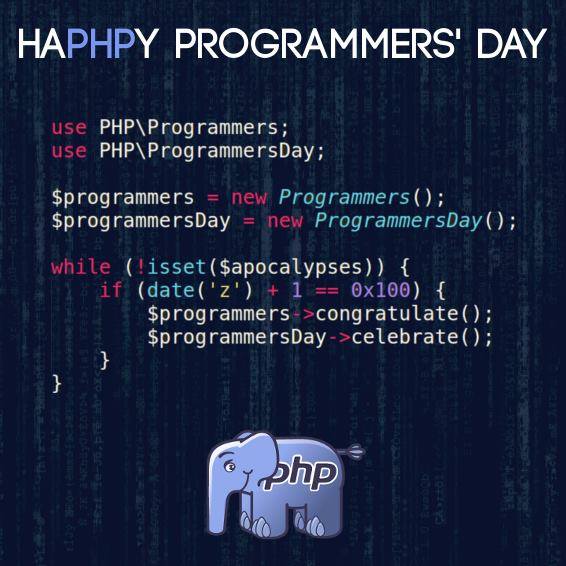 HAPHPY PROGRAMMERS' DAY
use PHP\Programmers;
use PHP\ProgrammersDay;
$programmers = new Programmers();
$programmersDay = new ProgrammersDay();
while (!isset($apocalypses)) {
    if (date('z') + 1 == 0x100) {
        $programmers->congratulate();
        $programmersDay->celebrate();
    }
}
php